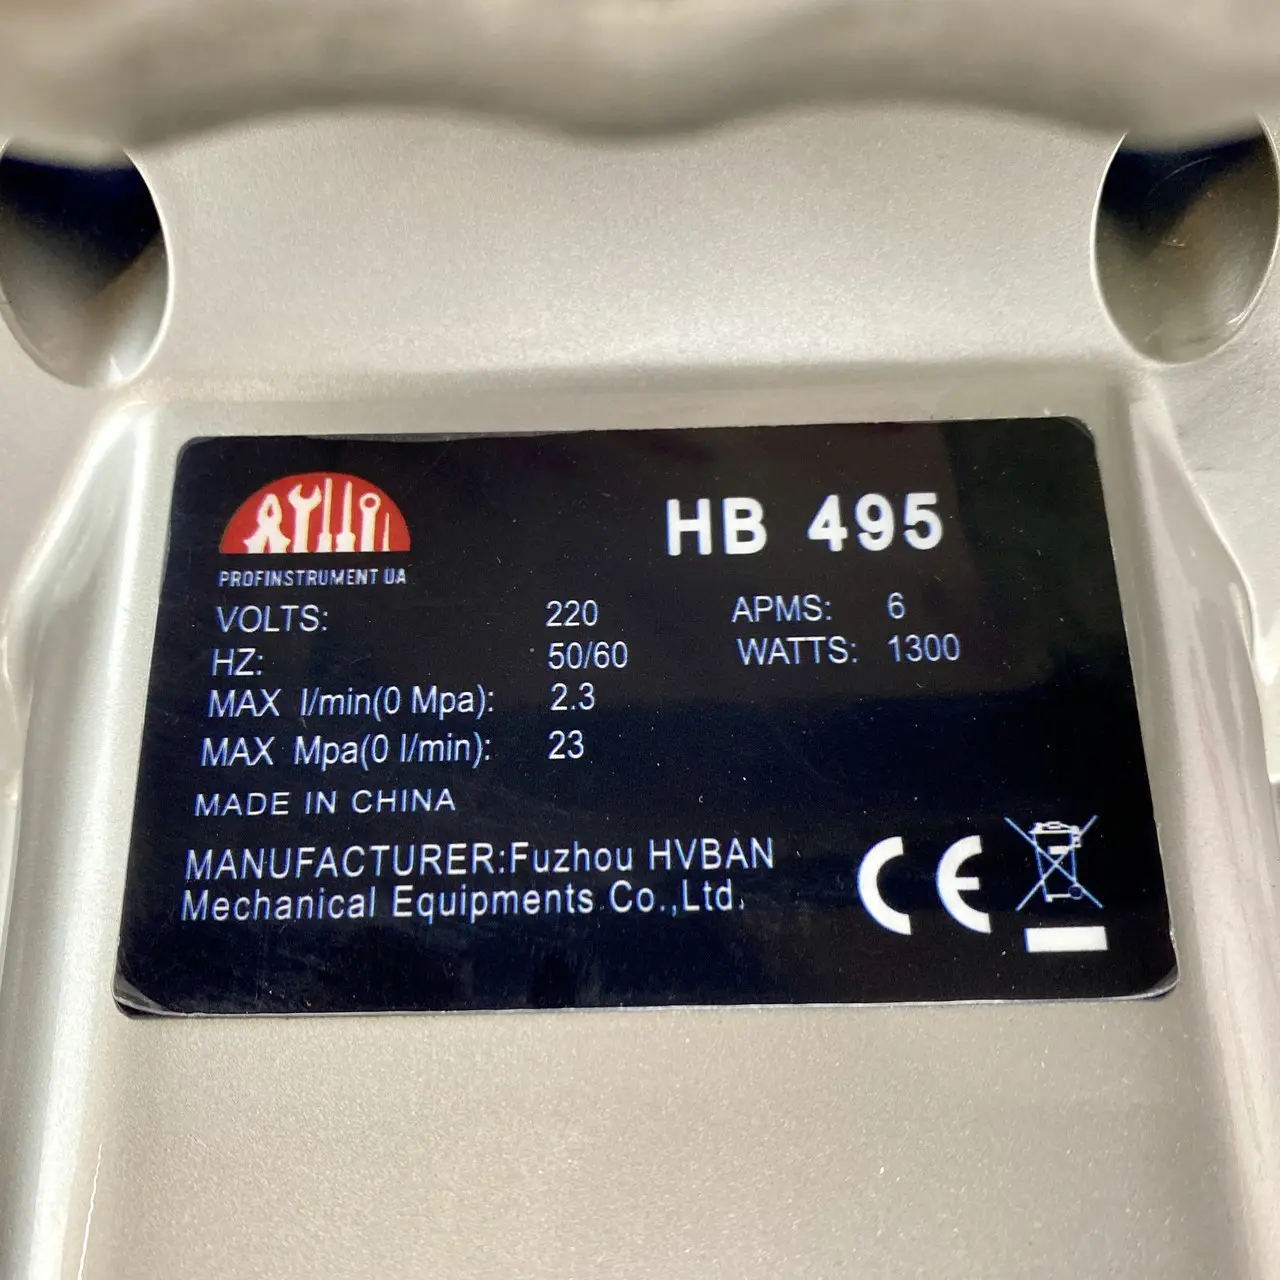 PROFINSTRUMENT UA
HB 495
VOLTS: 220 APMS: 6
HZ: 50/60 WATTS: 1300
MAX l/min(0 Mpa): 2.3
MAX Mpa(0 l/min): 23
MADE IN CHINA
MANUFACTURER:Fuzhou HVBAN
Mechanical Equipments Co.,Ltd.
CE